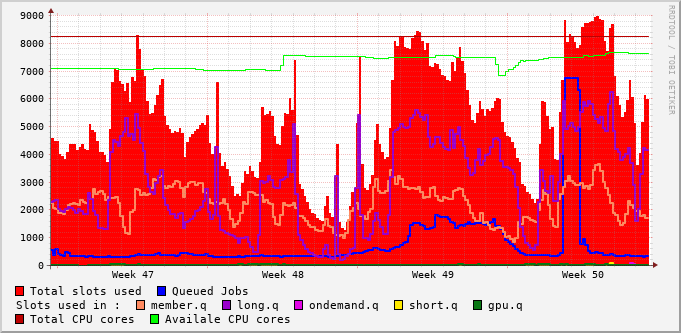 9000
8000
7000
6000
5000
4000
3000
2000
1000
0
Week 47 Week 48 Week 49 Week 50
RRDTOOL / TOBI OETIKER
Total slots used Queued Jobs
Slots used in : member.q long.q ondemand.q short.q gpu.q
Total CPU cores Availale CPU cores